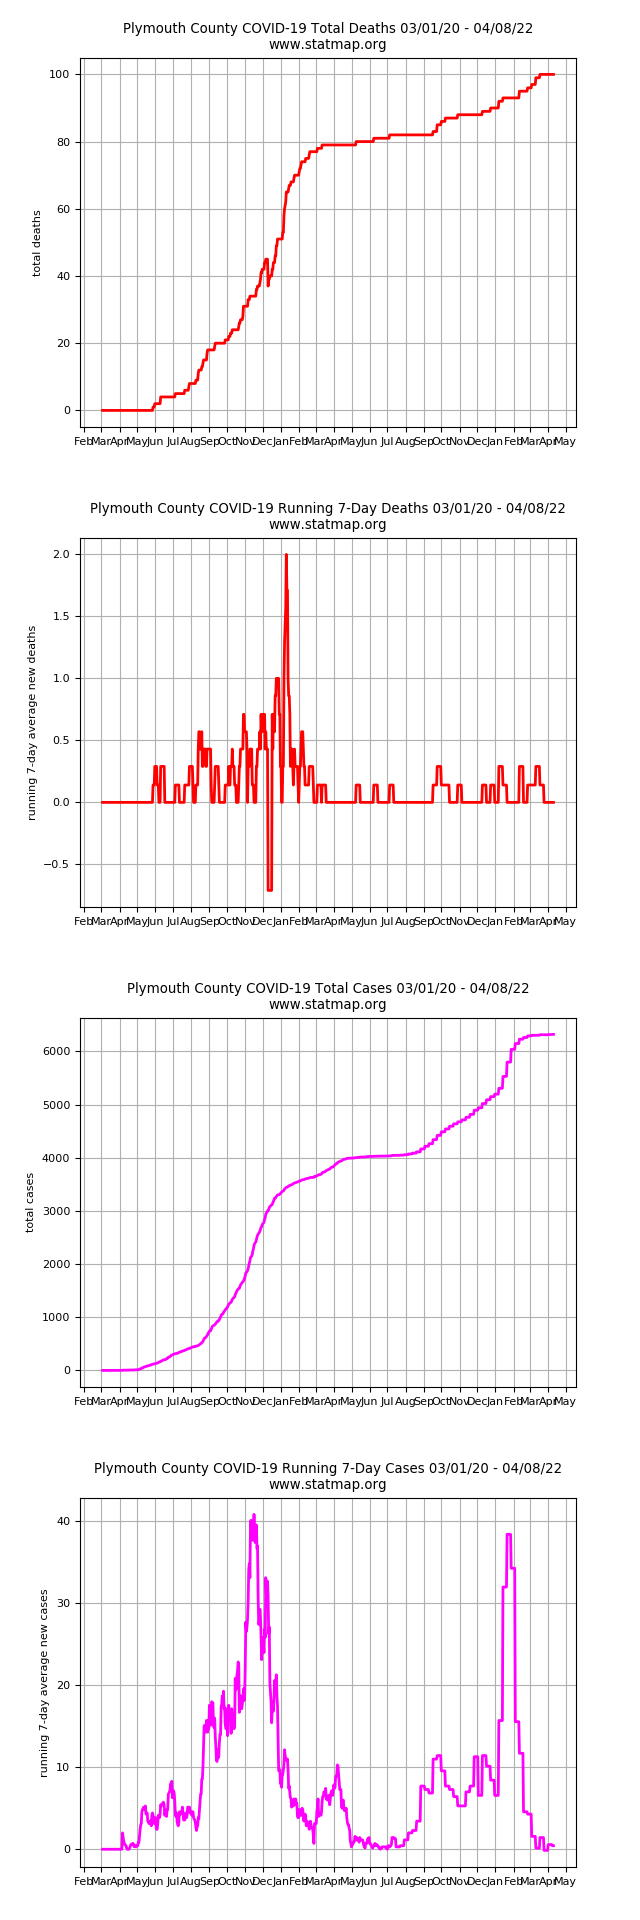 Plymouth County COVID-19 Total Deaths 03/01/20 - 04/08/22
www.statmap.org
100
80
60
40
20
0
total deaths
Feb Mar Apr May Jun Jul Aug Sep Oct Nov Dec Jan Feb Mar Apr May Jun Jul Aug Sep Oct Nov Dec Jan Feb Mar Apr May
Plymouth County COVID-19 Running 7-Day Deaths 03/01/20 - 04/08/22
www.statmap.org
2.0
1.5
1.0
0.5
0.0
−0.5
running 7-day average new deaths
Feb Mar Apr May Jun Jul Aug Sep Oct Nov Dec Jan Feb Mar Apr May Jun Jul Aug Sep Oct Nov Dec Jan Feb Mar Apr May
Plymouth County COVID-19 Total Cases 03/01/20 - 04/08/22
www.statmap.org
6000
5000
4000
3000
2000
1000
0
total cases
Feb Mar Apr May Jun Jul Aug Sep Oct Nov Dec Jan Feb Mar Apr May Jun Jul Aug Sep Oct Nov Dec Jan Feb Mar Apr May
Plymouth County COVID-19 Running 7-Day Cases 03/01/20 - 04/08/22
www.statmap.org
40
30
20
10
0
running 7-day average new cases
Feb Mar Apr May Jun Jul Aug Sep Oct Nov Dec Jan Feb Mar Apr May Jun Jul Aug Sep Oct Nov Dec Jan Feb Mar Apr May